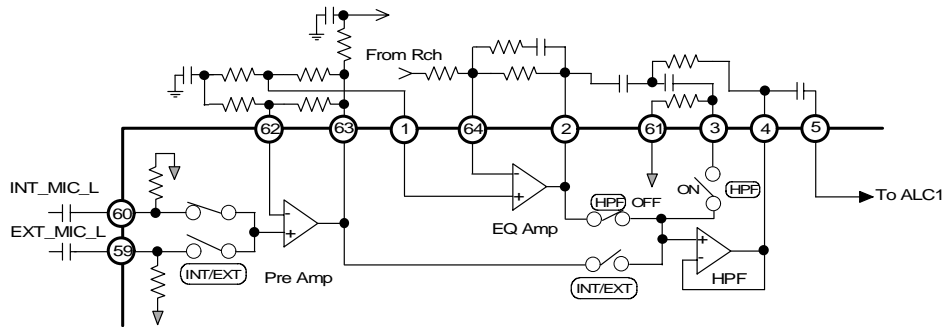 From Rch
62
63
1
64
2
61
3
4
5
INT_MIC_L
60
EXT_MIC_L
59
INT/EXT
-
+
Pre Amp
-
+
EQ Amp
HPF OFF
ON
HPF
To ALC1
INT/EXT
+
-
HPF